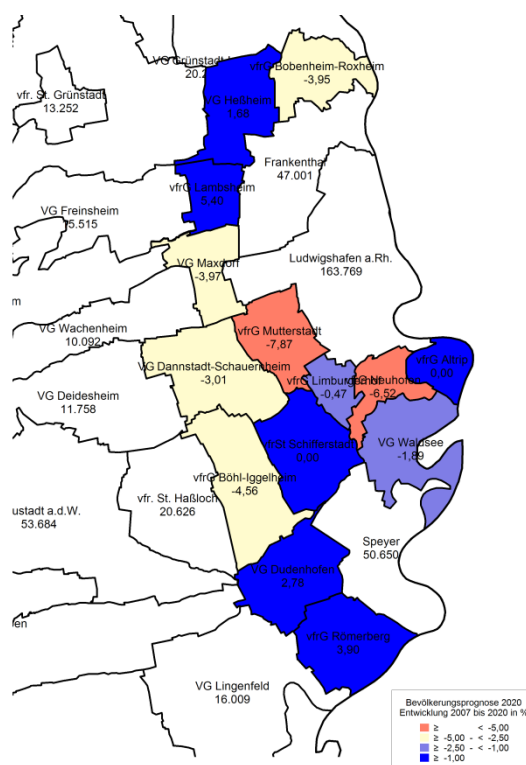 VG Grünstadt-
20.2
vfrG Bobenheim-Roxheim
-3,95
vfr. St. Grünstadt
13.252
VG Heßheim
1,68
Frankenthal
47.001
vfrG Lambsheim
-5,40
VG Freinsheim
5.515
VG Maxdorf
-3,97
Ludwigshafen a.Rh.
163.769
m
VG Wachenheim
10.092
vfrG Mutterstadt
-7,87
vfrG Altrip
0,00
VG Dannstadt-Schauernheim
-3,01
vfrG Limburgerhof
-0,47
vfrG Neuhofen
-6,52
VG Deidesheim
11.758
vfrSt Schifferstadt
0,00
VG Waldsee
-1,89
vfrG Böhl-Iggelheim
-4,56
vfr. St. Haßloch
20.626
ustadt a.d.W.
53.684
Speyer
50.650
VG Dudenhofen
2,78
en
vfrG Römerberg
3,90
VG Lingenfeld
16.009
Bevölkerungsprognose 2020
Entwicklung 2007 bis 2020 in %
≥ < -5,00
≥ -5,00 - < -2,50
≥ -2,50 - < -1,00
≥ -1,00